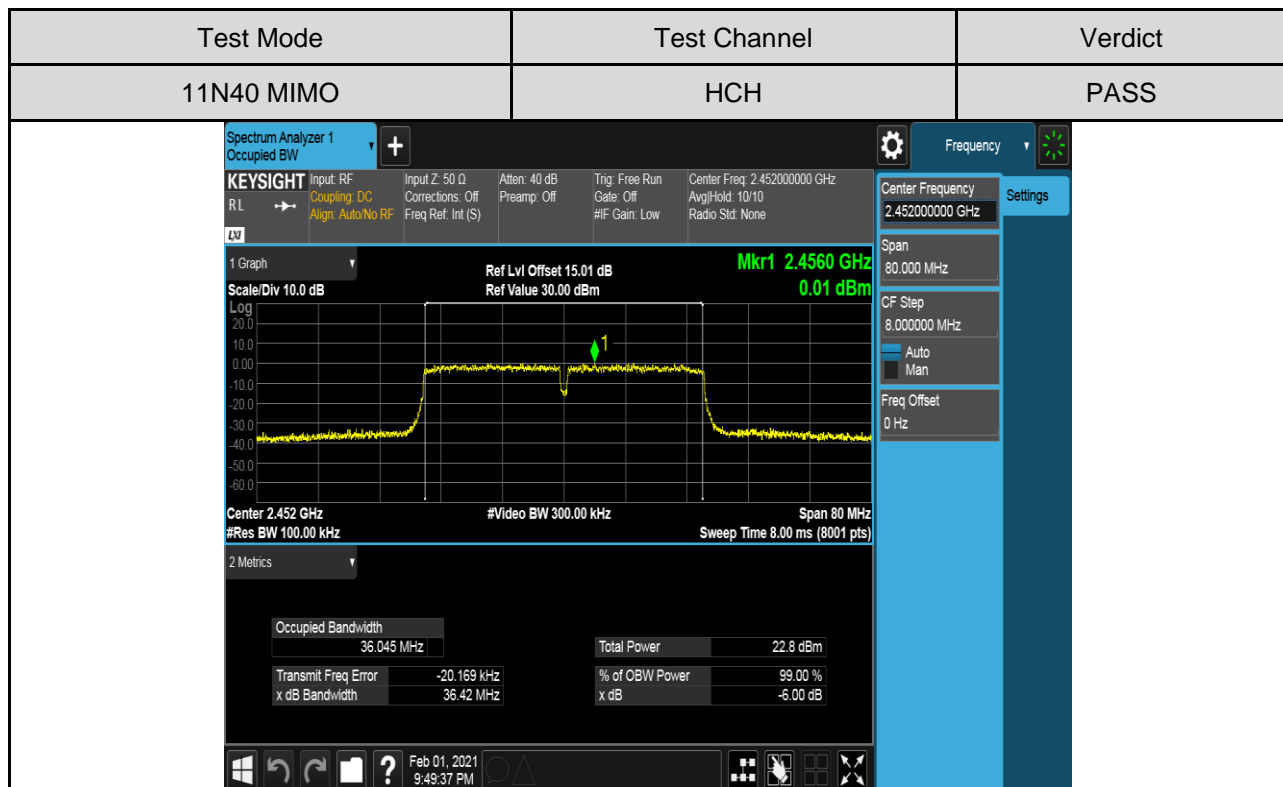 Test Mode Test Channel Verdict
11N40 MIMO HCH PASS
Spectrum Analyzer 1
Occupied BW
+
Frequency
KEYSIGHT
RL
LXI
Input: RF
Coupling: DC
Align: Auto/No RF
Input Z: 50 Ω
Corrections: Off
Freq Ref: Int (S)
Atten: 40 dB
Preamp: Off
Trig: Free Run
Gate: Off
#IF Gain: Low
Center Freq: 2.452000000 GHz
Avg|Hold: 10/10
Radio Std: None
Center Frequency
2.452000000 GHz
Settings
Span
80.000 MHz
CF Step
8.000000 MHz
Auto
Man
Freq Offset
0 Hz
1 Graph
Scale/Div 10.0 dB
Ref Lvl Offset 15.01 dB
Ref Value 30.00 dBm
Mkr1 2.4560 GHz
0.01 dBm
Log
20.0
10.0
0.00
-10.0
-20.0
-30.0
-40.0
-50.0
-60.0
1
Center 2.452 GHz #Video BW 300.00 kHz Span 80 MHz
#Res BW 100.00 kHz Sweep Time 8.00 ms (8001 pts)
2 Metrics
Occupied Bandwidth
36.045 MHz
Total Power 22.8 dBm
Transmit Freq Error -20.169 kHz
% of OBW Power 99.00 %
x dB Bandwidth 36.42 MHz
x dB -6.00 dB
?
Feb 01, 2021
9:49:37 PM